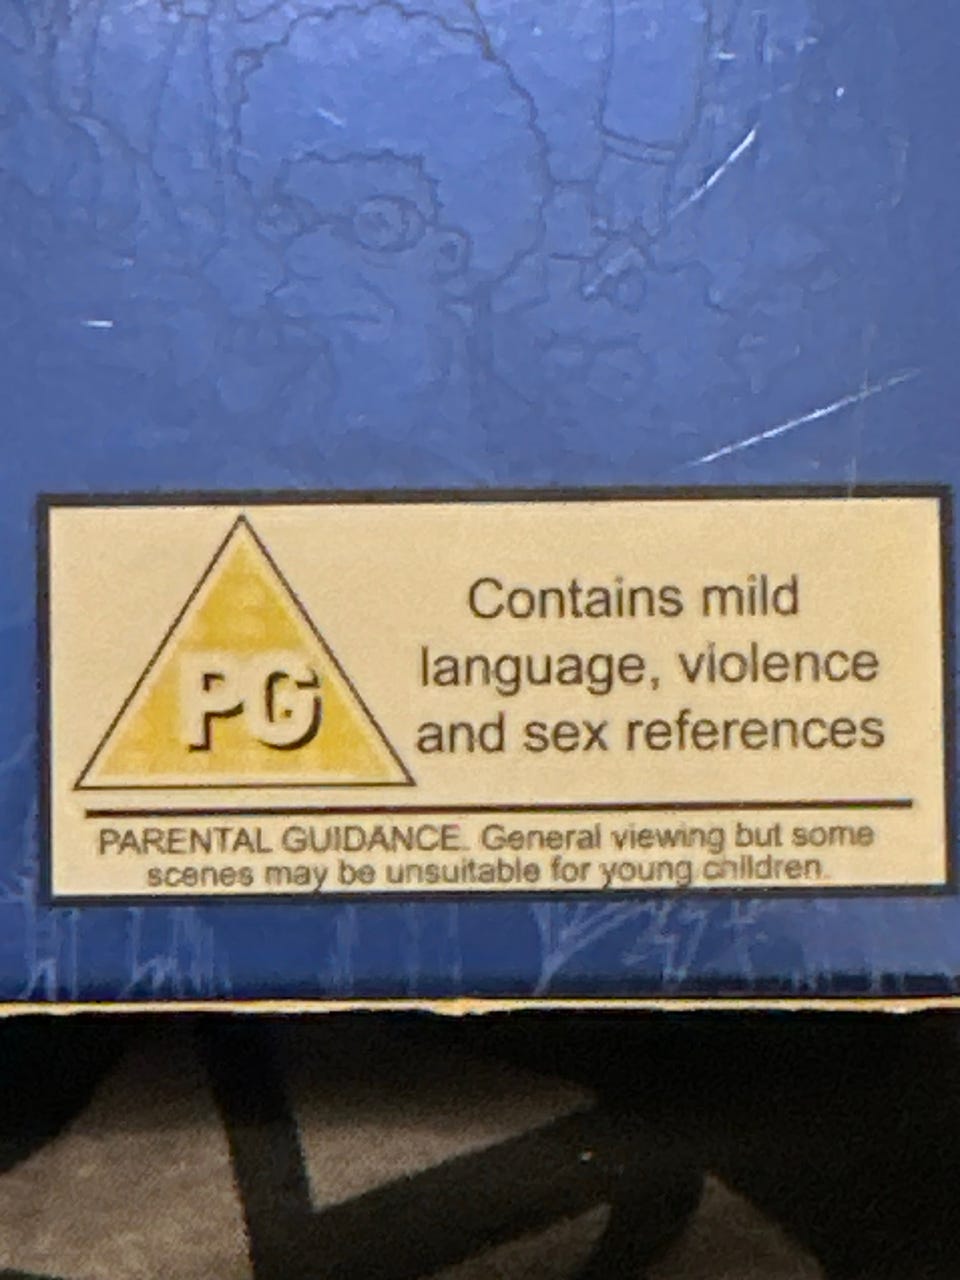 PG
Contains mild
language, violence
and sex references
PARENTAL GUIDANCE. General viewing but some
scenes may be unsuitable for young children.